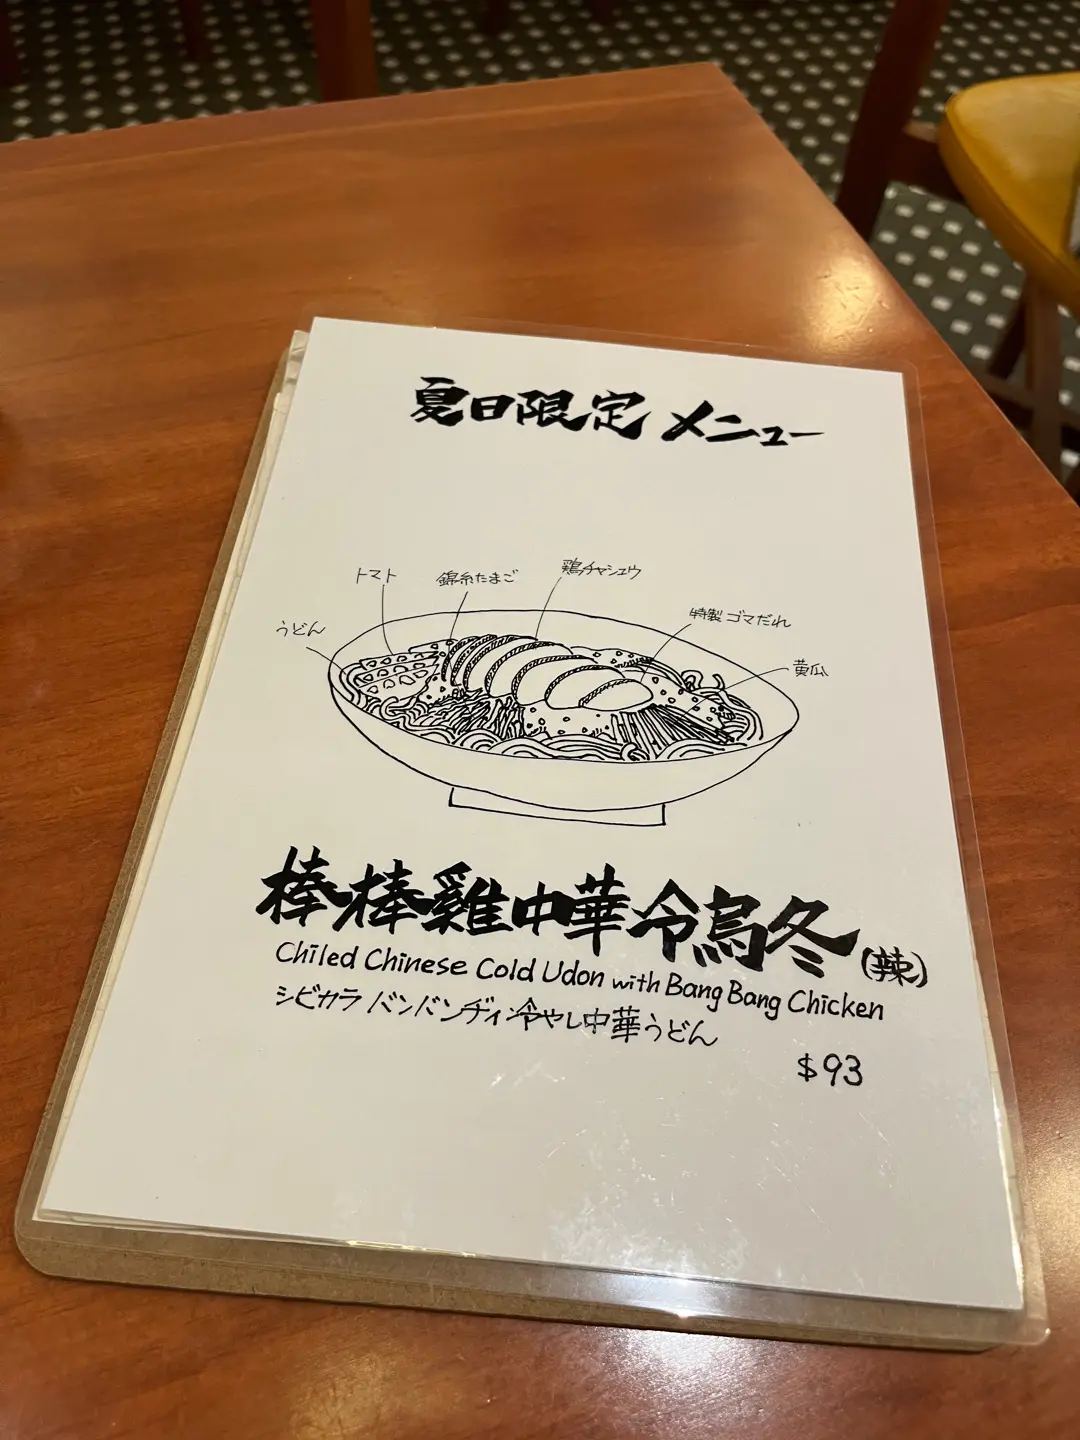 夏日限定 メニュー
トマト
錦糸たまご
鶏チャシュウ
うどん
特製ゴマだれ
黄瓜
棒棒雞中華冷烏冬(辣)
Chiled Chinese Cold Udon with Bang Bang Chicken
シビカラ バンバンヂィン冷やし中華うどん
$93